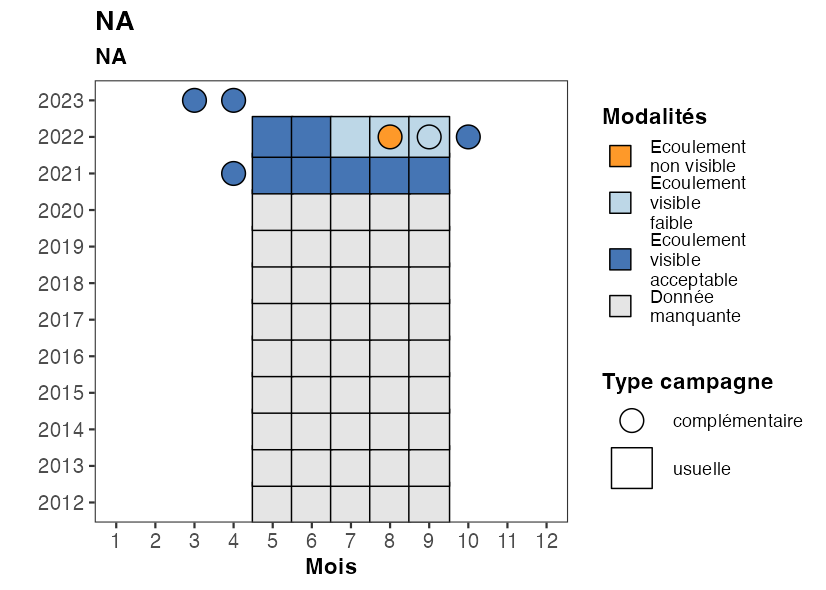 NA
NA
2023
2022
2021
2020
2019
2018
2017
2016
2015
2014
2013
2012
1 2 3 4 5 6 7 8 9 10 11 12
Mois
Modalités
Ecoulement
non visible
Ecoulement
visible
faible
Ecoulement
visible
acceptable
Donnée
manquante
Type campagne
complémentaire
usuelle